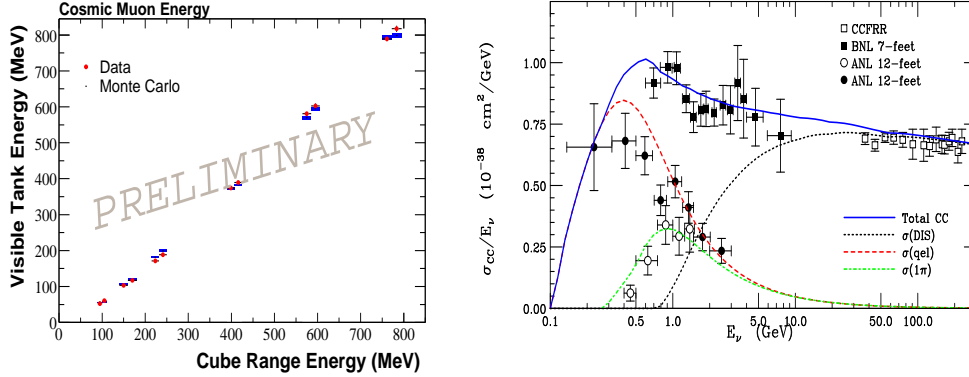 Cosmic Muon Energy
Visible Tank Energy (MeV)
800
700
600
500
400
300
200
100
0
Data
Monte Carlo
PRELIMINARY
0 100 200 300 400 500 600 700 800
Cube Range Energy (MeV)
σCC/Eν (10−38 cm2/GeV)
1.25
1.00
0.75
0.50
0.25
0.00
CCFRR
BNL 7-feet
ANL 12-feet
ANL 12-feet
Total CC
σ(DIS)
σ(qel)
σ(1π)
0.1 0.5 1.0 5.0 10.0 50.0 100.0
Eν (GeV)